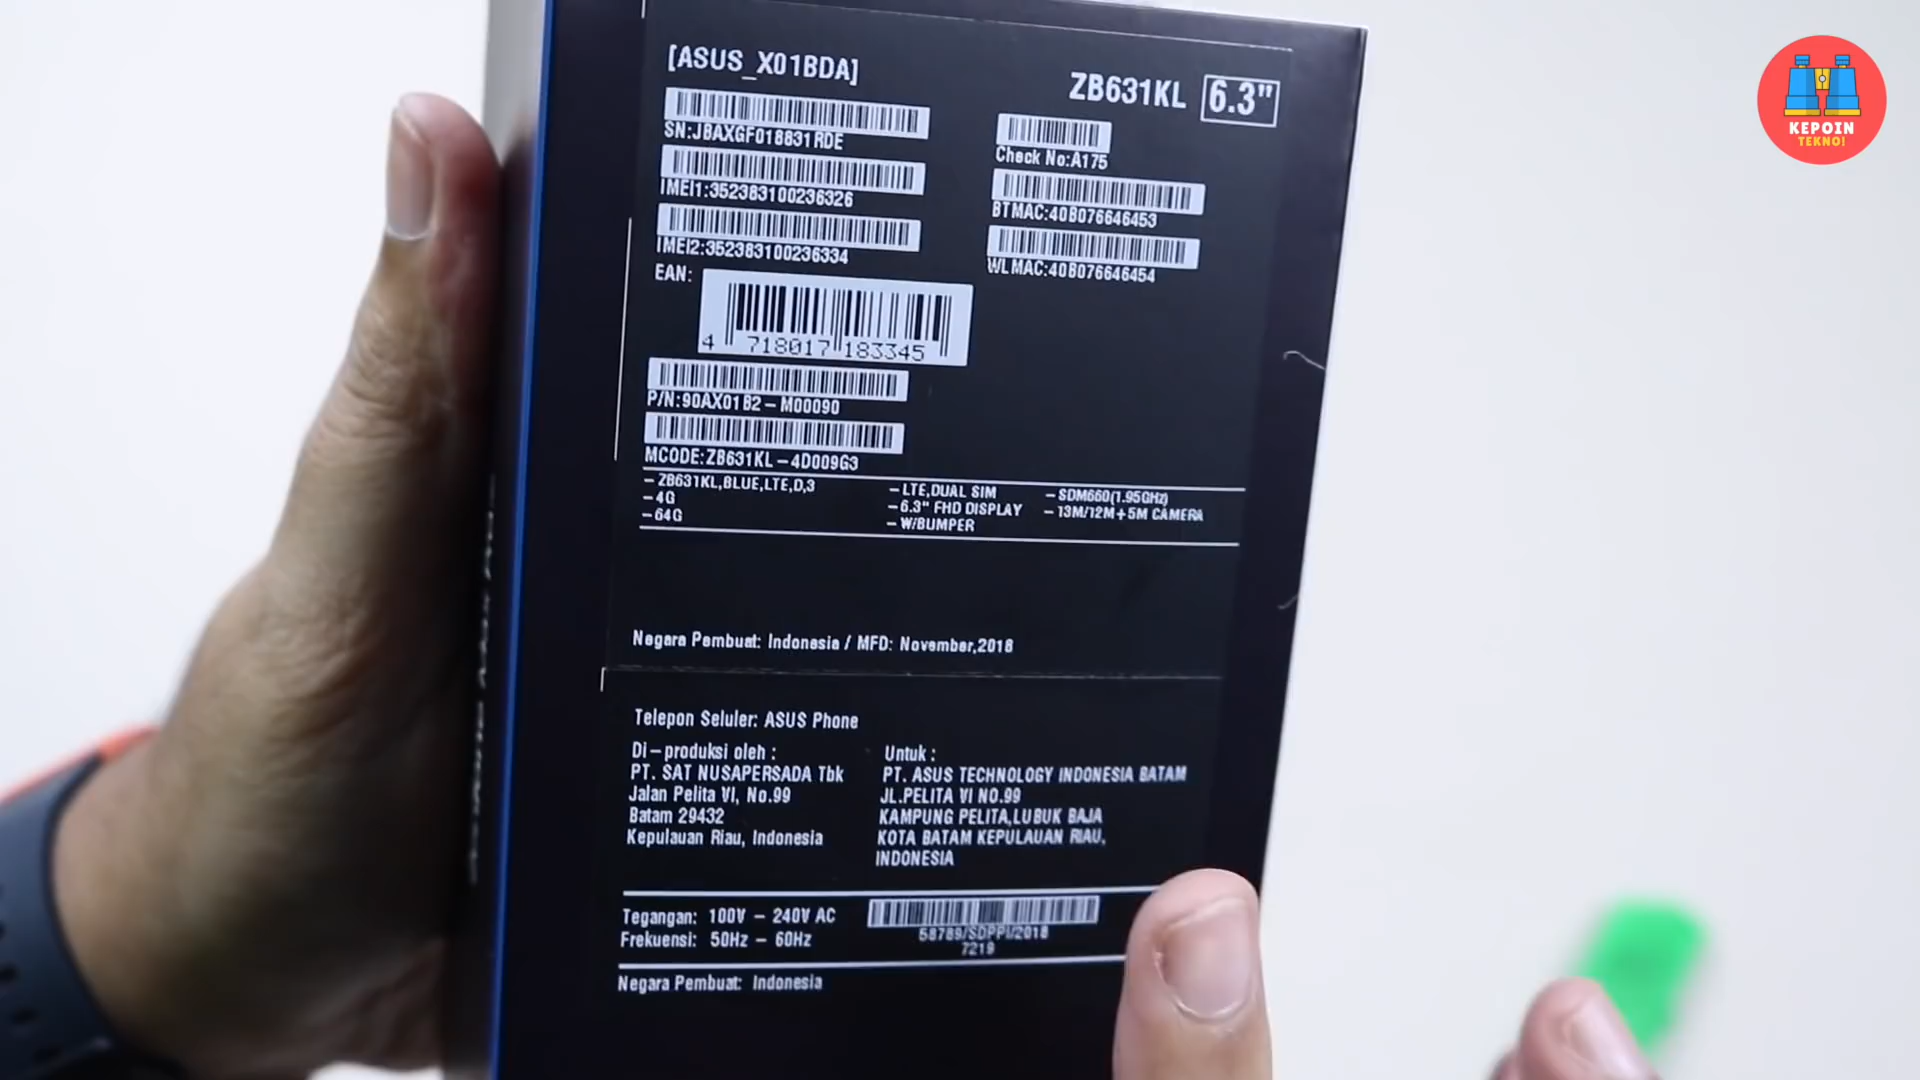 [ASUS_X01BDA]
ZB631KL 6.3"
SN:JBAXGF018831RDE
IMEI1:352383100236326
IMEI2:352383100236334
EAN:
4 718017 183345
Check No:A175
BTMAC:40B076646453
WLMAC:40B076646454
P/N:90AX01B2-M00090
MCODE:ZB631KL-4D009G3
- ZB631KL,BLUE,LTE,D,3
- 4G
- 64G
- LTE,DUAL SIM
- 6.3" FHD DISPLAY
- W/BUMPER
- SDM660(1.95GHz)
- 13M/12M+5M CAMERA
Negara Pembuat: Indonesia / MFD: November,2018
Telepon Seluler: ASUS Phone
Di-produksi oleh :
PT. SAT NUSAPERSADA Tbk
Jalan Pelita VI, No.99
Batam 29432
Kepulauan Riau, Indonesia
Untuk :
PT. ASUS TECHNOLOGY INDONESIA BATAM
JL.PELITA VI NO.99
KAMPUNG PELITA,LUBUK BAJA
KOTA BATAM KEPULAUAN RIAU,
INDONESIA
Tegangan: 100V - 240V AC
Frekuensi: 50Hz - 60Hz
58789/SDPPI/2018
7219
Negara Pembuat: Indonesia
KEPOIN
TEKNO!